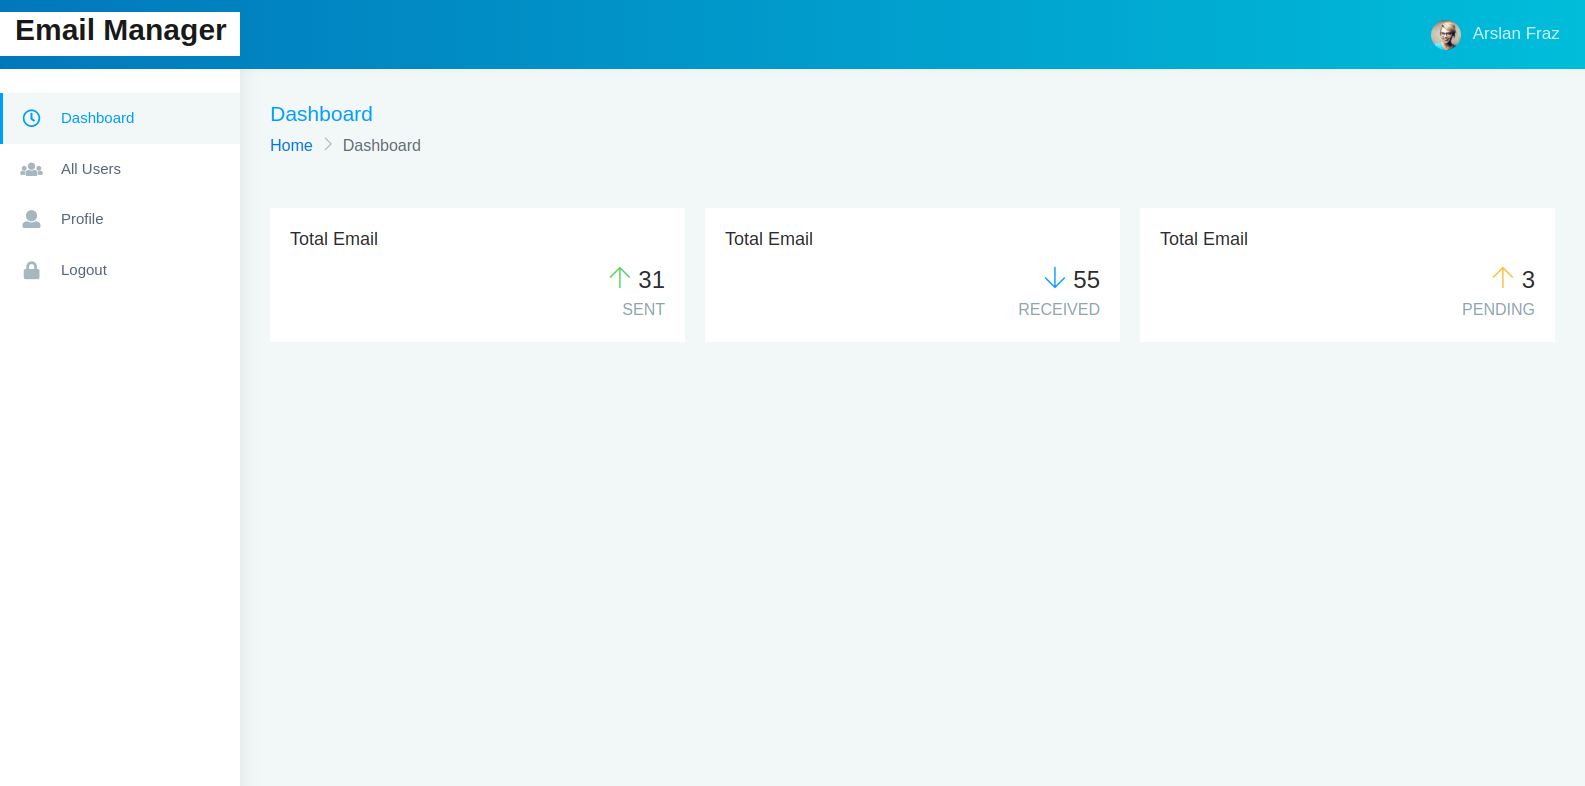 Email Manager
Arslan Fraz
Dashboard
All Users
Profile
Logout
Dashboard
Home Dashboard
Total Email
31
SENT
Total Email
55
RECEIVED
Total Email
3
PENDING